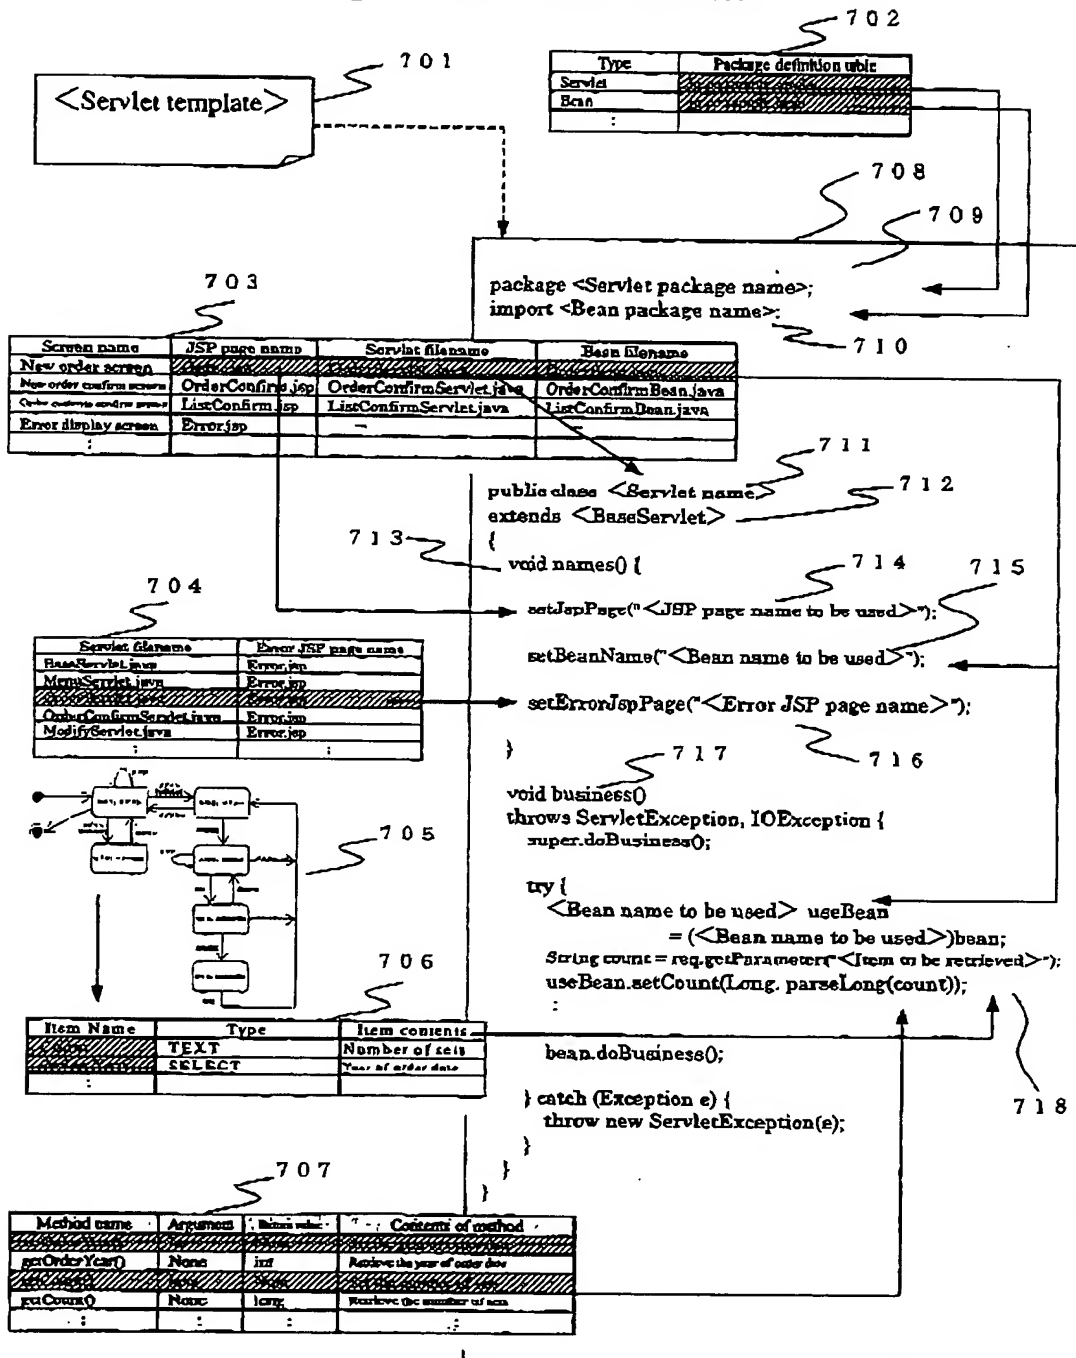 702
701
Type Package definition table
<Servlet template>
Servlet
Bean
:
708
709
703
package <Servlet package name>;
import <Bean package name>;
710
Screen name JSP page name Servlet filename Bean filename
New order screen
New order confirm screen OrderConfirm.jsp OrderConfirmServlet.java OrderConfirmBean.java
ListConfirm.jsp ListConfirmServlet.java ListConfirmBean.java
Error display screen Error.jsp – –
:
711
public class <Servlet name>
712
extends <BaseServlet>
{
713
void names() {
704
714
715
setJspPage("<JSP page name to be used>");
Servlet filename Error JSP page name
setBeanName("<Bean name to be used>");
BaseServlet.java Error.jsp
MenuServlet.java Error.jsp
setErrorJspPage("<Error JSP page name>");
OrderConfirmServlet.java Error.jsp
ModifyServlet.java Error.jsp
: :
}
717
716
void business()
throws ServletException, IOException {
super.doBusiness();
705
try {
<Bean name to be used> useBean
= (<Bean name to be used>)bean;
String count = req.getParameter("<Item to be retrieved>");
useBean.setCount(Long. parseLong(count));
:
706
Item Name Type Item contents
TEXT Number of sets
SELECT Year of order date
:
bean.doBusiness();
} catch (Exception e) {
throw new ServletException(e);
718
}
}
}
707
Method name Argument Return value Contents of method
getOrderYear() None int Retrieve the year of order date
Set the number of sets
getCount() None long Retrieve the number of sets
: : : :